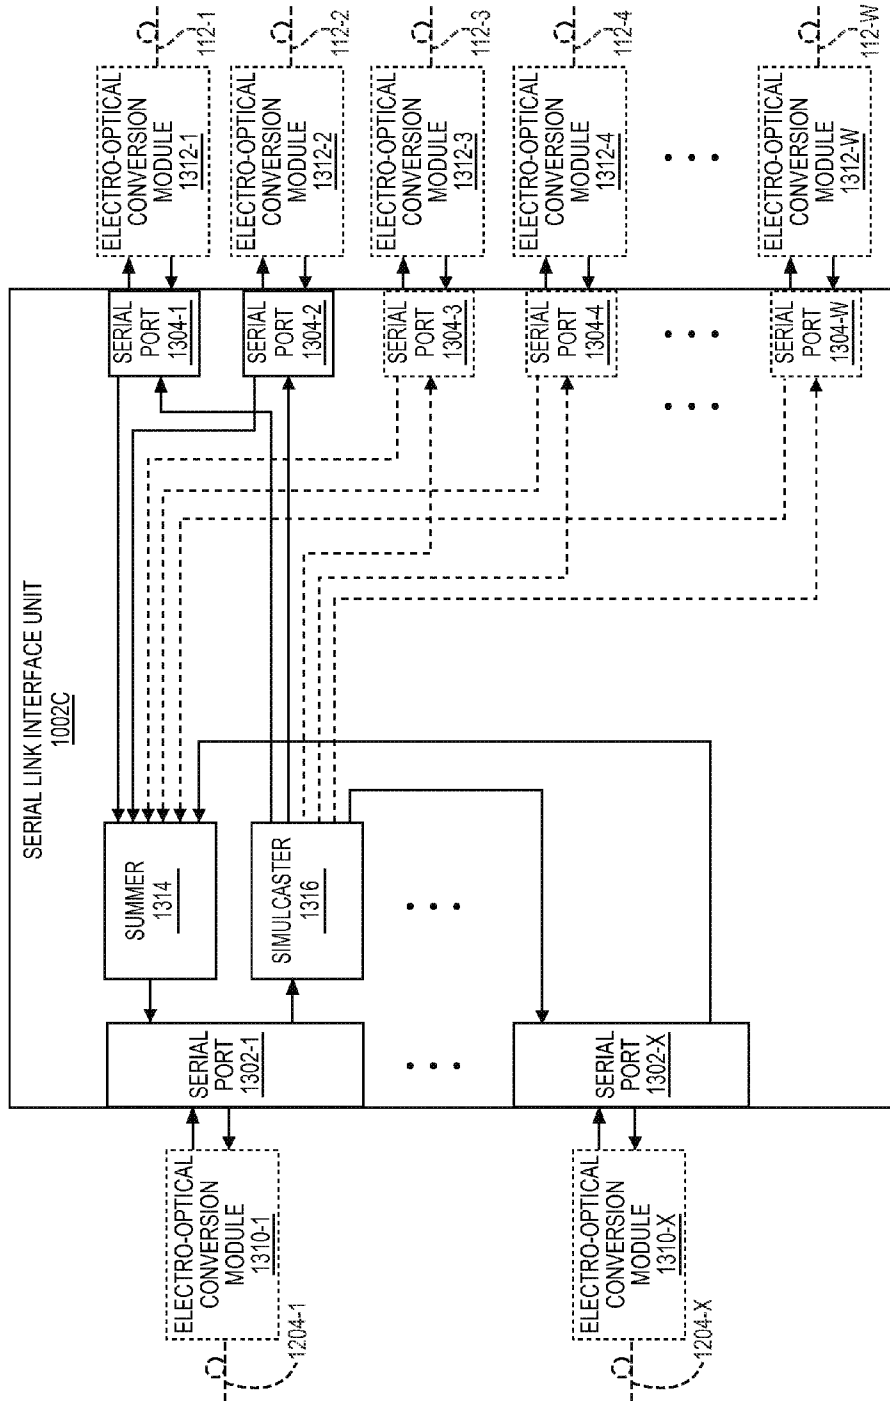 SERIAL LINK INTERFACE UNIT
1002C
ELECTRO-OPTICAL
CONVERSION
MODULE
1310-1
1204-1
ELECTRO-OPTICAL
CONVERSION
MODULE
1310-X
1204-X
SERIAL
PORT
1302-1
SERIAL
PORT
1302-X
SUMMER
1314
SIMULCASTER
1316
SERIAL
PORT
1304-1
SERIAL
PORT
1304-2
SERIAL
PORT
1304-3
SERIAL
PORT
1304-4
SERIAL
PORT
1304-W
ELECTRO-OPTICAL
CONVERSION
MODULE
1312-1
112-1
ELECTRO-OPTICAL
CONVERSION
MODULE
1312-2
112-2
ELECTRO-OPTICAL
CONVERSION
MODULE
1312-3
112-3
ELECTRO-OPTICAL
CONVERSION
MODULE
1312-4
112-4
ELECTRO-OPTICAL
CONVERSION
MODULE
1312-W
112-W